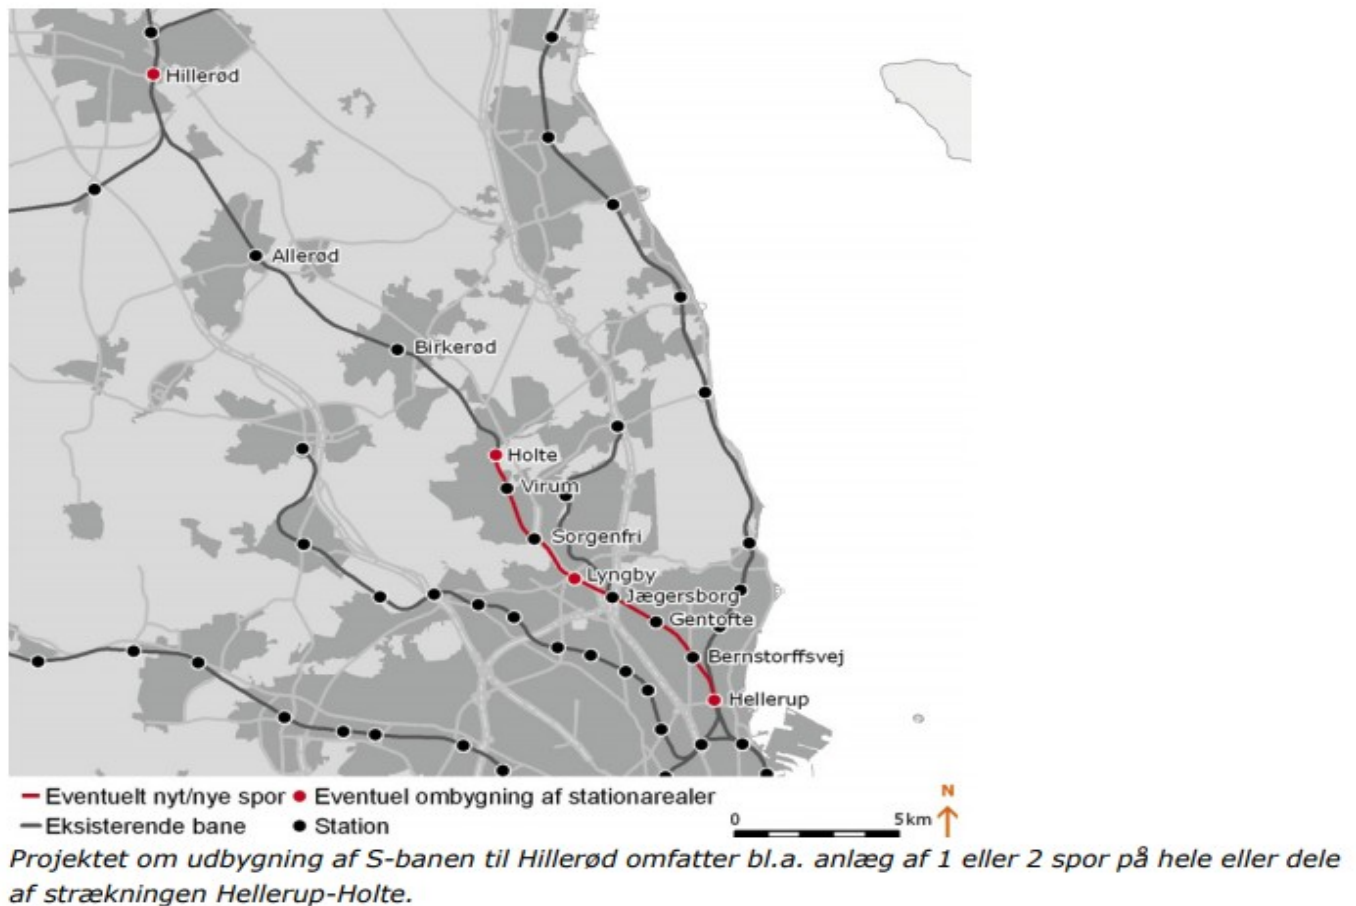 Hillerød
Allerød
Birkerød
Holte
Virum
Sorgenfri
Lyngby
Jægersborg
Gentofte
Bernstorffsvej
Hellerup
Eventuelt nyt/nye spor
Eventuel ombygning af stationarealer
Eksisterende bane
Station
0
5 km
N
Projektet om udbygning af S-banen til Hillerød omfatter bl.a. anlæg af 1 eller 2 spor på hele eller dele
af strækningen Hellerup-Holte.